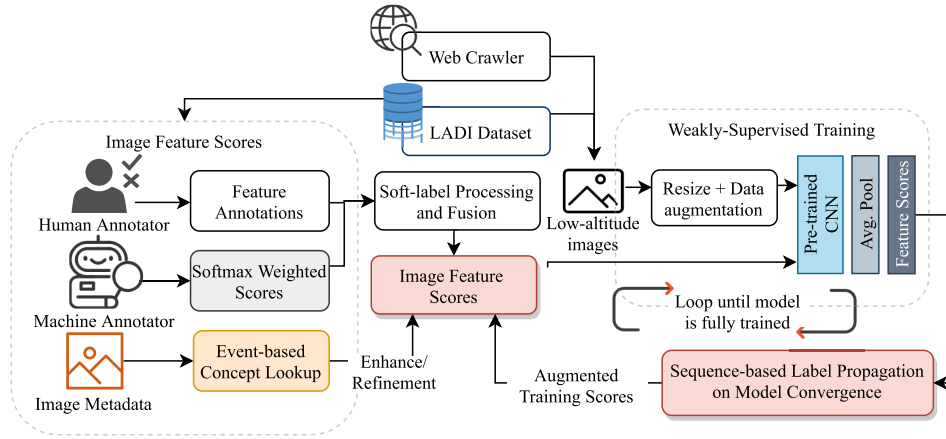 Web Crawler
LADI Dataset
Image Feature Scores
Human Annotator
Feature
Annotations
Machine Annotator
Softmax Weighted
Scores
Image Metadata
Event-based
Concept Lookup
Soft-label Processing
and Fusion
Image Feature
Scores
Enhance/
Refinement
Low-altitude
images
Weakly-Supervised Training
Resize + Data
augmentation
Pre-trained
CNN
Avg. Pool
Feature Scores
Loop until model
is fully trained
Augmented
Training Scores
Sequence-based Label Propagation
on Model Convergence